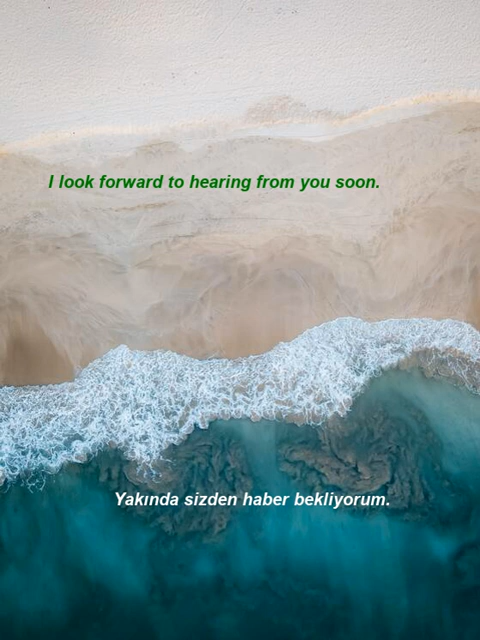 I look forward to hearing from you soon.
Yakında sizden haber bekliyorum.